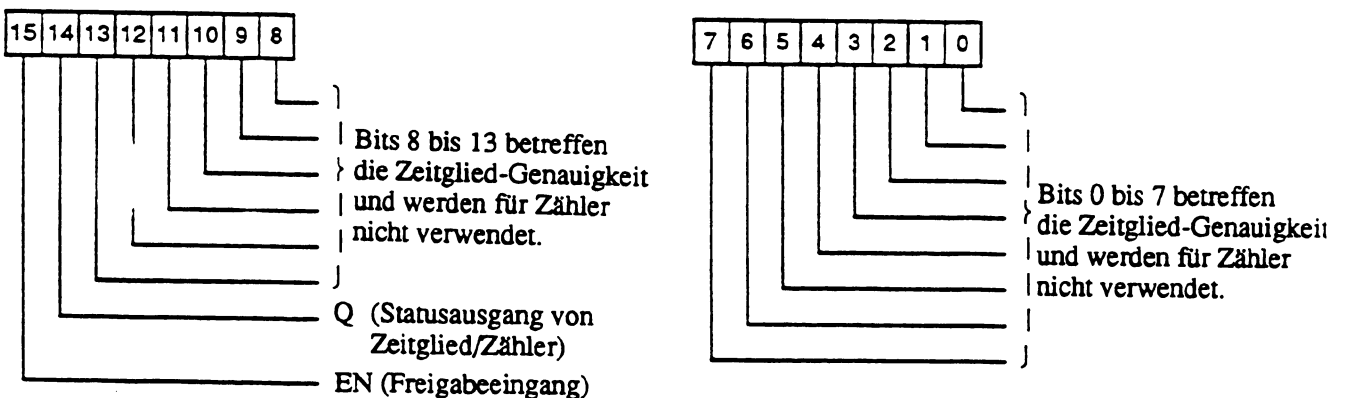 15 14 13 12 11 10 9 8
Bits 8 bis 13 betreffen
die Zeitglied-Genauigkeit
und werden für Zähler
nicht verwendet.
Q (Statusausgang von
Zeitglied/Zähler)
EN (Freigabeeingang)
7 6 5 4 3 2 1 0
Bits 0 bis 7 betreffen
die Zeitglied-Genauigkeit
und werden für Zähler
nicht verwendet.